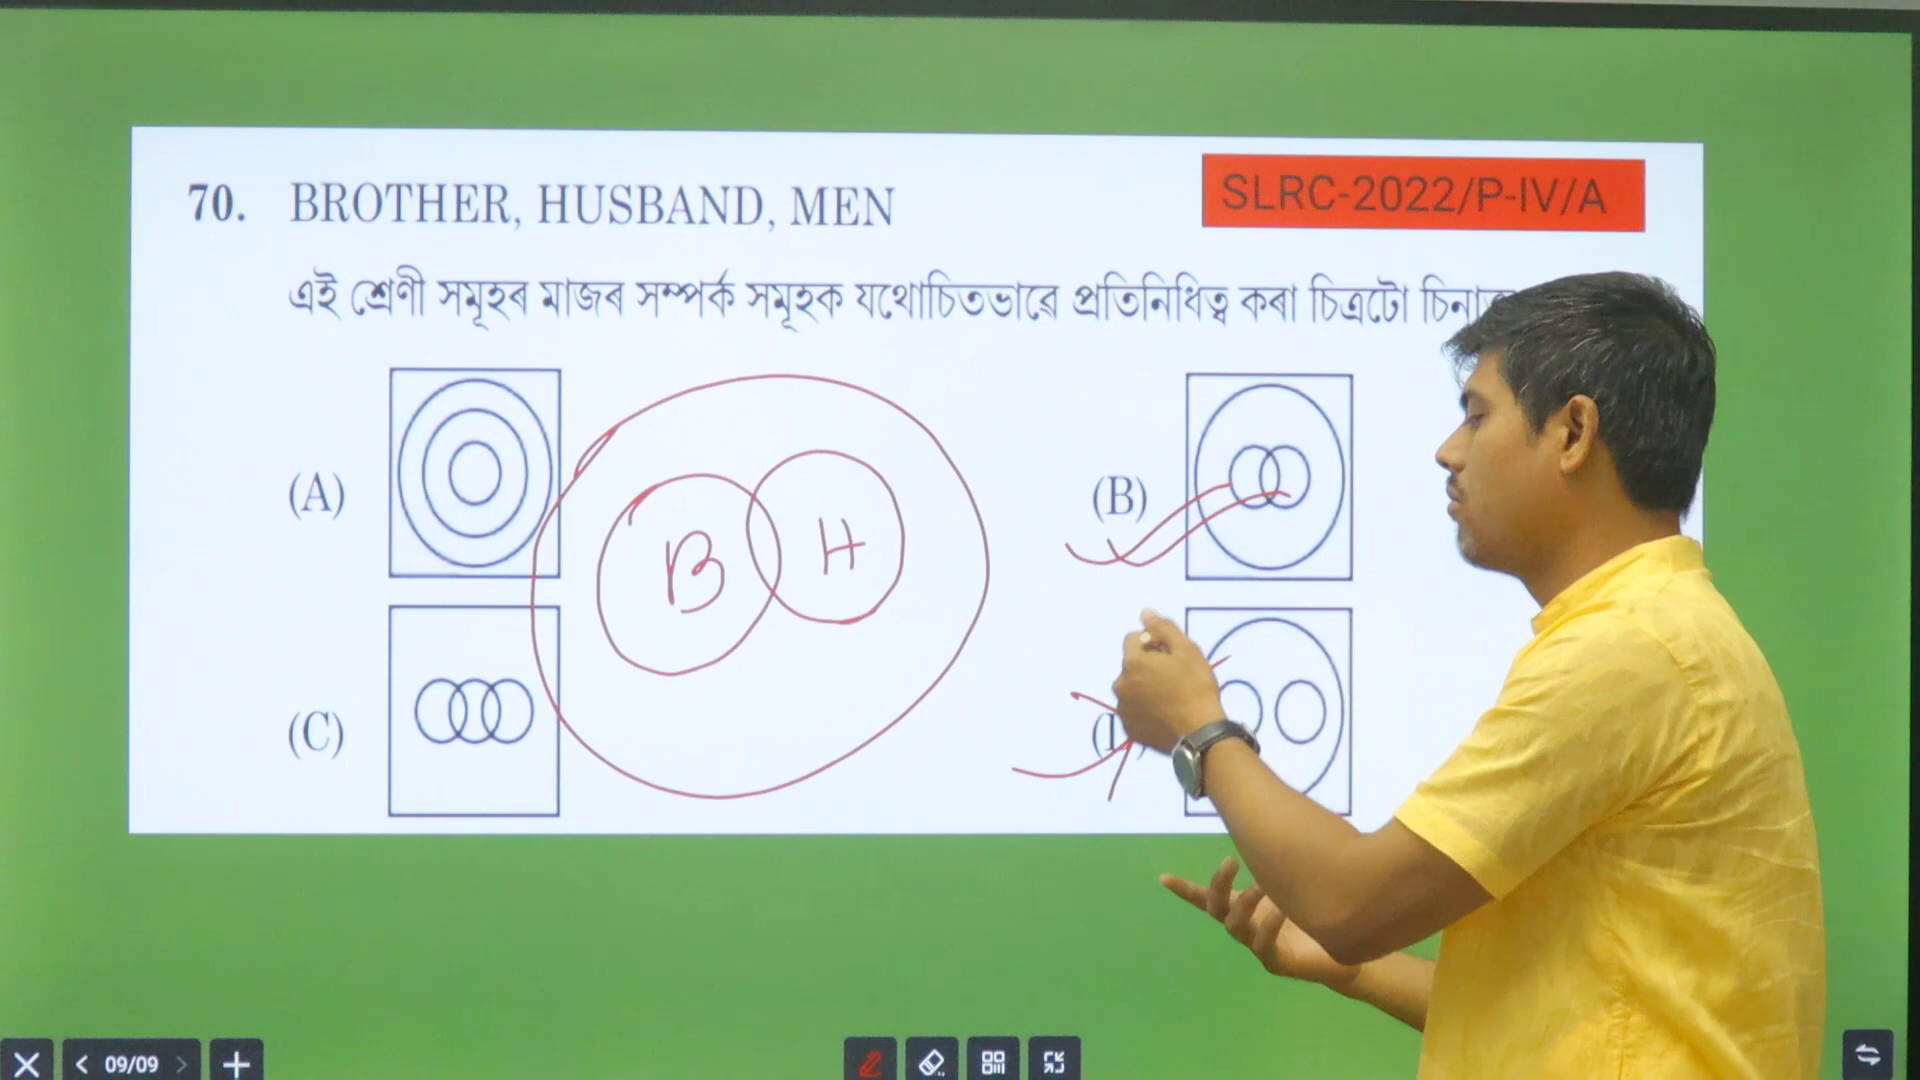 70. BROTHER, HUSBAND, MEN
SLRC-2022/P-IV/A
এই শ্ৰেণী সমূহৰ মাজৰ সম্পৰ্ক সমূহক যথোচিতভাৱে প্ৰতিনিধিত্ব কৰা চিত্ৰটো
(A)
B H
(B)
(C)
09/09